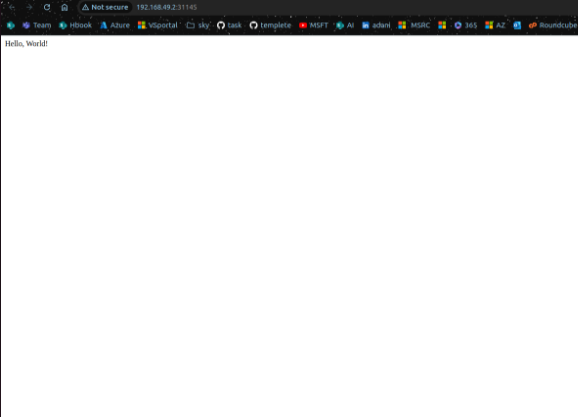 Not secure 192.168.49.2:31145
Team Hbook Azure VSportal sky task templete MSFT AI adani MSRC 365 AZ Roundcube
Hello, World!